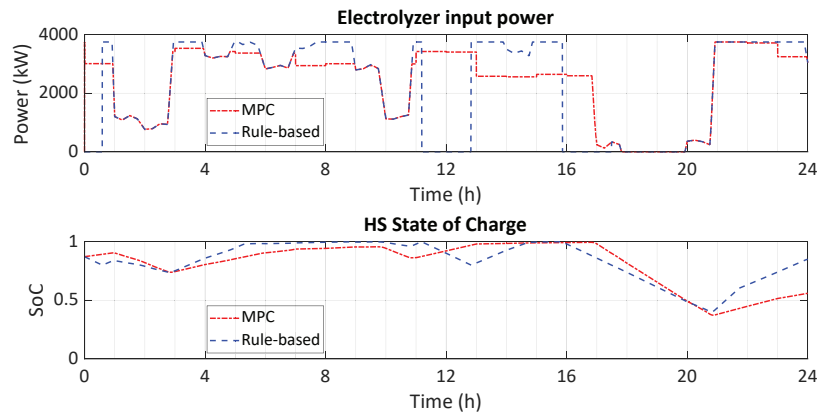 Electrolyzer input power
Power (kW)
4000
2000
0
MPC
Rule-based
0 4 8 12 16 20 24
Time (h)
HS State of Charge
SoC
1
0.5
0
MPC
Rule-based
0 4 8 12 16 20 24
Time (h)